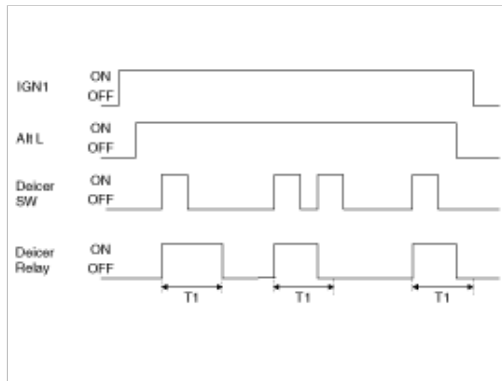 IGN1 ON
OFF
Alt L ON
OFF
Deicer SW ON
OFF
Deicer Relay ON
OFF
T1 T1 T1